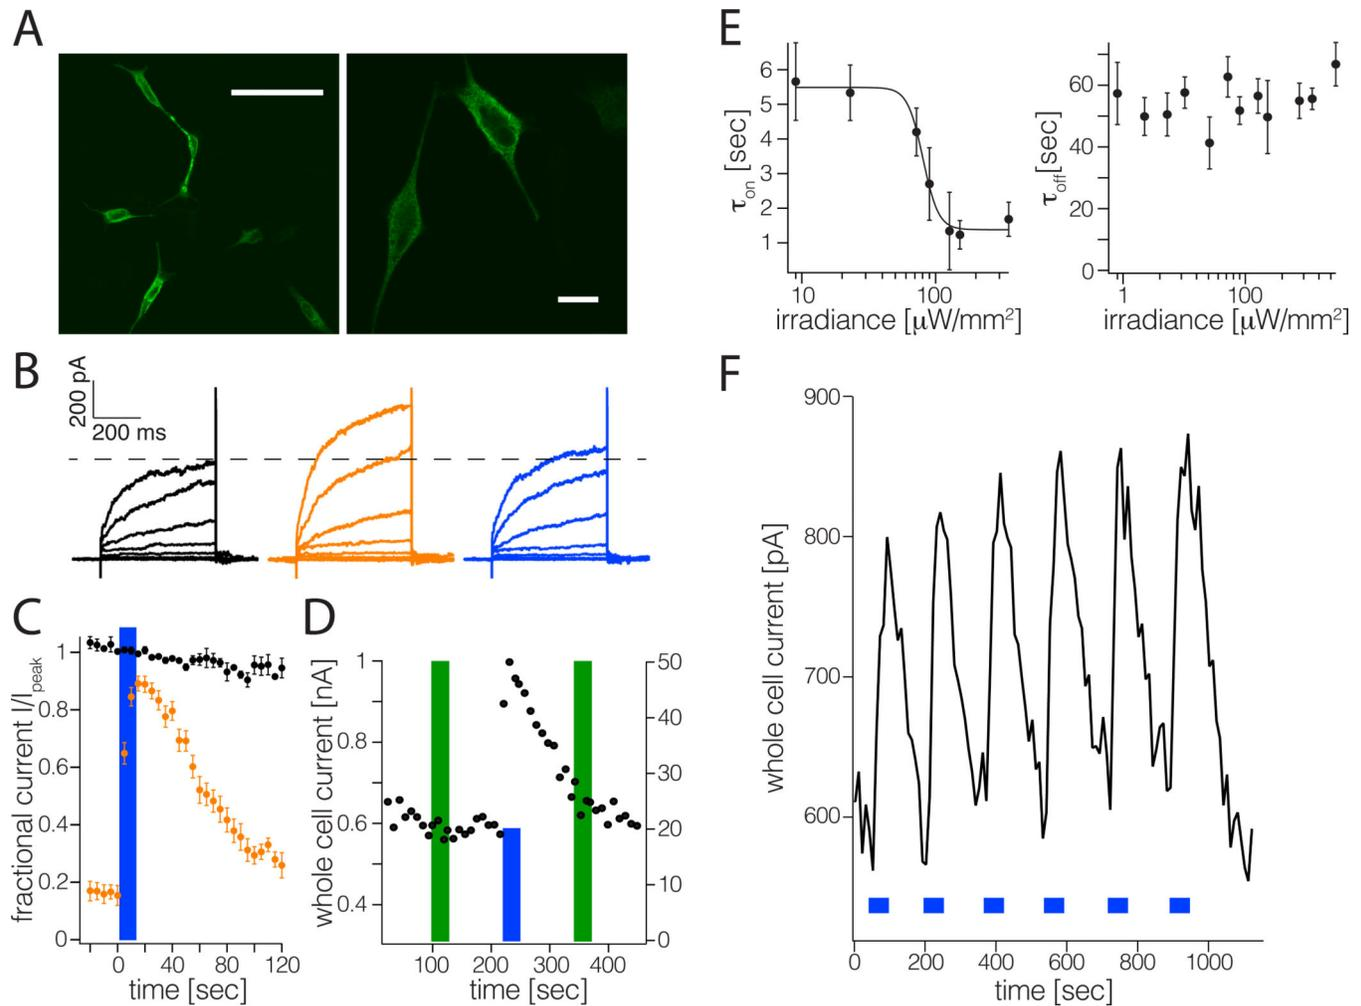 A
B
200 pA
200 ms
C
fractional current I/Ipeak
1
0.8
0.6
0.4
0.2
0
0 40 80 120
time [sec]
D
whole cell current [nA]
1
0.8
0.6
0.4
50
40
30
20
10
0
100 200 300 400
time [sec]
E
τon [sec]
6
5
4
3
2
1
10 100
irradiance [µW/mm²]
τoff[sec]
60
40
20
0
1 100
irradiance [µW/mm²]
F
whole cell current [pA]
900
800
700
600
0 200 400 600 800 1000
time [sec]